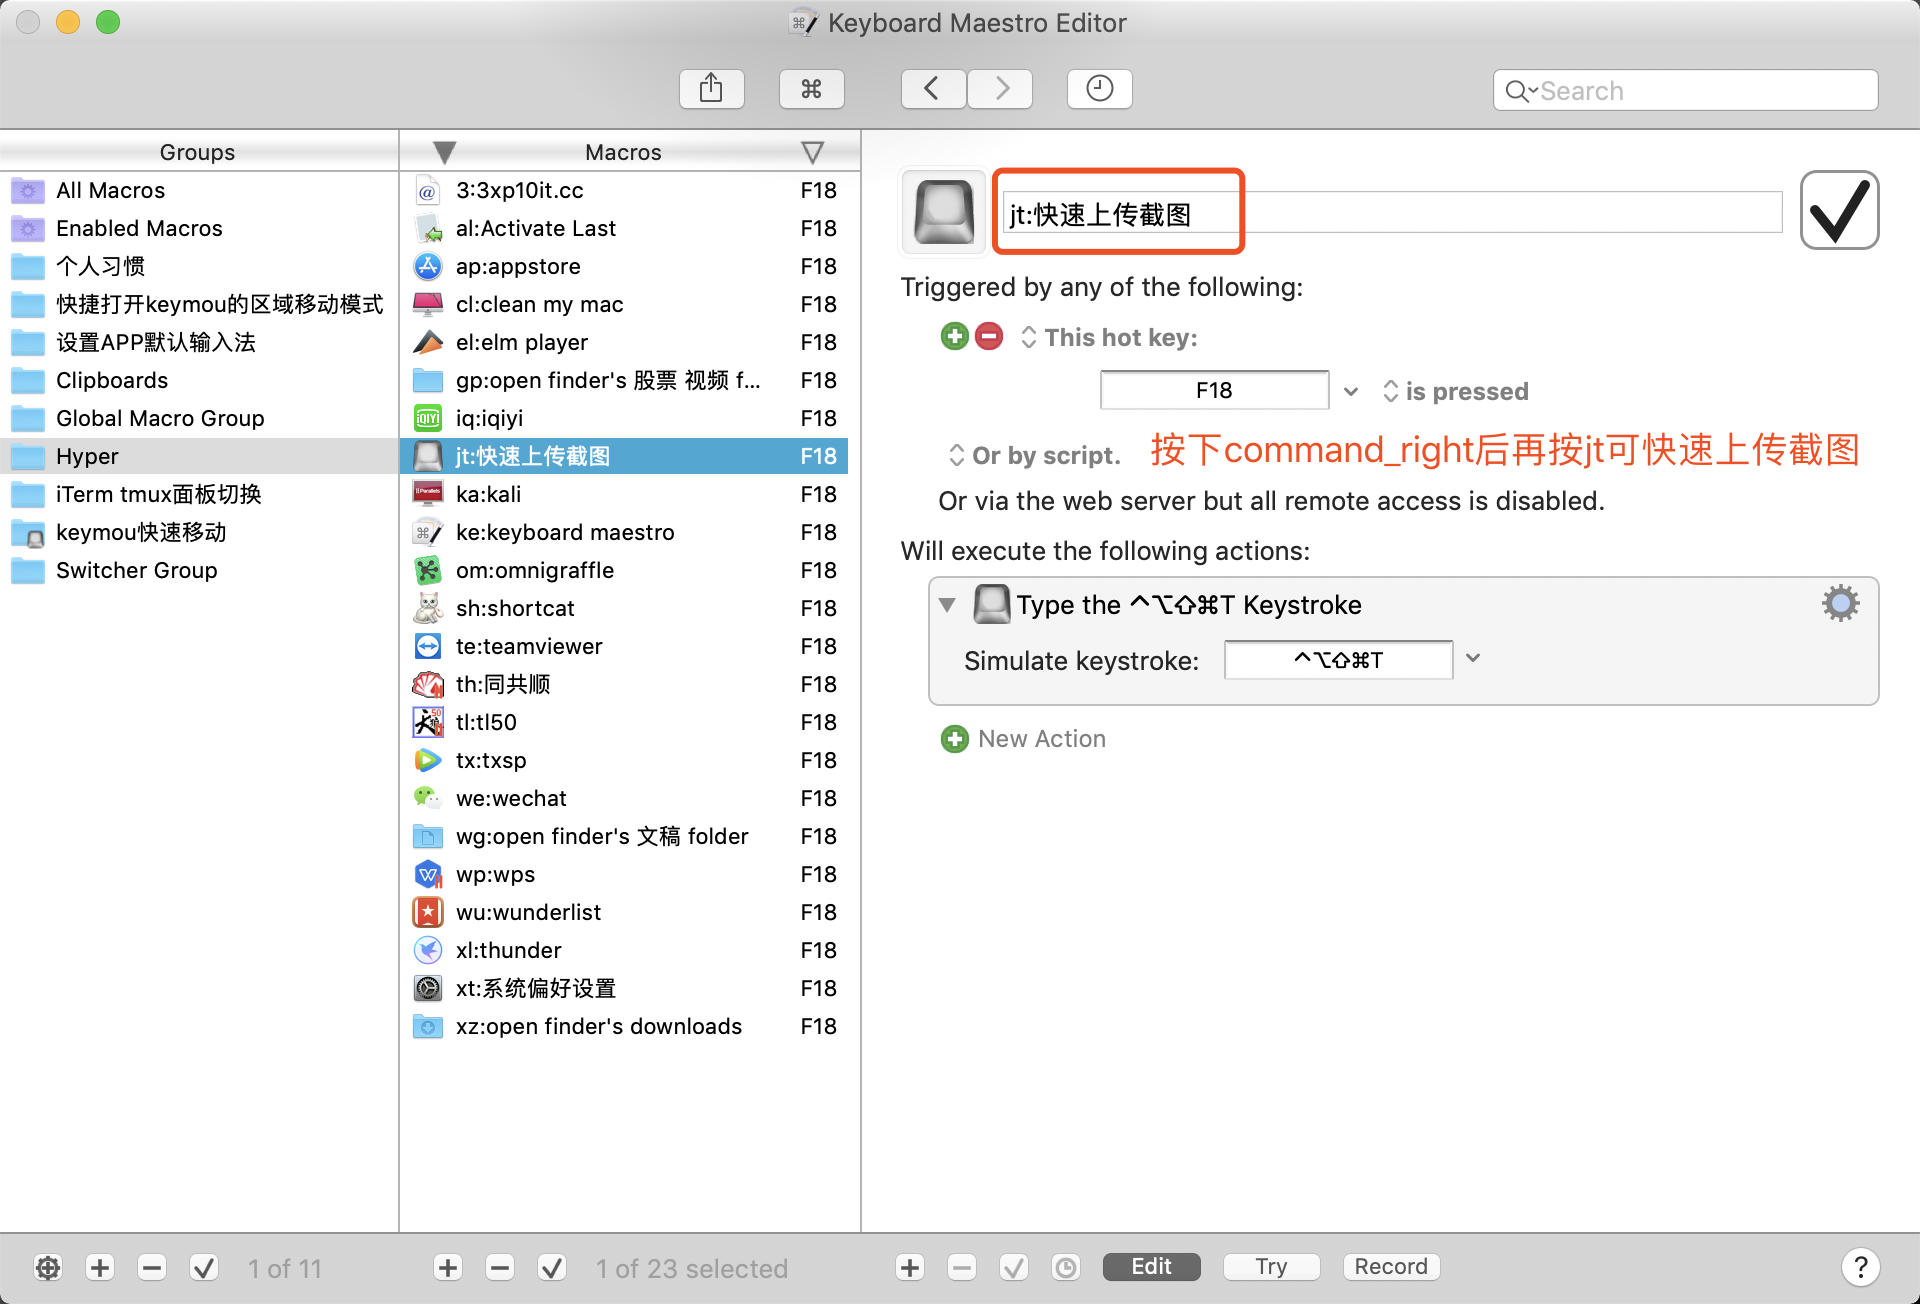 Keyboard Maestro Editor
Search
Groups
All Macros
Enabled Macros
个人习惯
快捷打开keymou的区域移动模式
设置APP默认输入法
Clipboards
Global Macro Group
Hyper
iTerm tmux面板切换
keymou快速移动
Switcher Group
Macros
3:3xp10it.cc F18
al:Activate Last F18
ap:appstore F18
cl:clean my mac F18
el:elm player F18
gp:open finder's 股票 视频 f... F18
iq:iqiyi F18
jt:快速上传截图 F18
ka:kali F18
ke:keyboard maestro F18
om:omnigraffle F18
sh:shortcat F18
te:teamviewer F18
th:同共顺 F18
tl:tl50 F18
tx:txsp F18
we:wechat F18
wg:open finder's 文稿 folder F18
wp:wps F18
wu:wunderlist F18
xl:thunder F18
xt:系统偏好设置 F18
xz:open finder's downloads F18
jt:快速上传截图
Triggered by any of the following:
This hot key:
F18 is pressed
Or by script.
按下command_right后再按jt可快速上传截图
Or via the web server but all remote access is disabled.
Will execute the following actions:
Type the ^⌥⇧⌘T Keystroke
Simulate keystroke: ^⌥⇧⌘T
New Action
1 of 11
1 of 23 selected
Edit Try Record ?